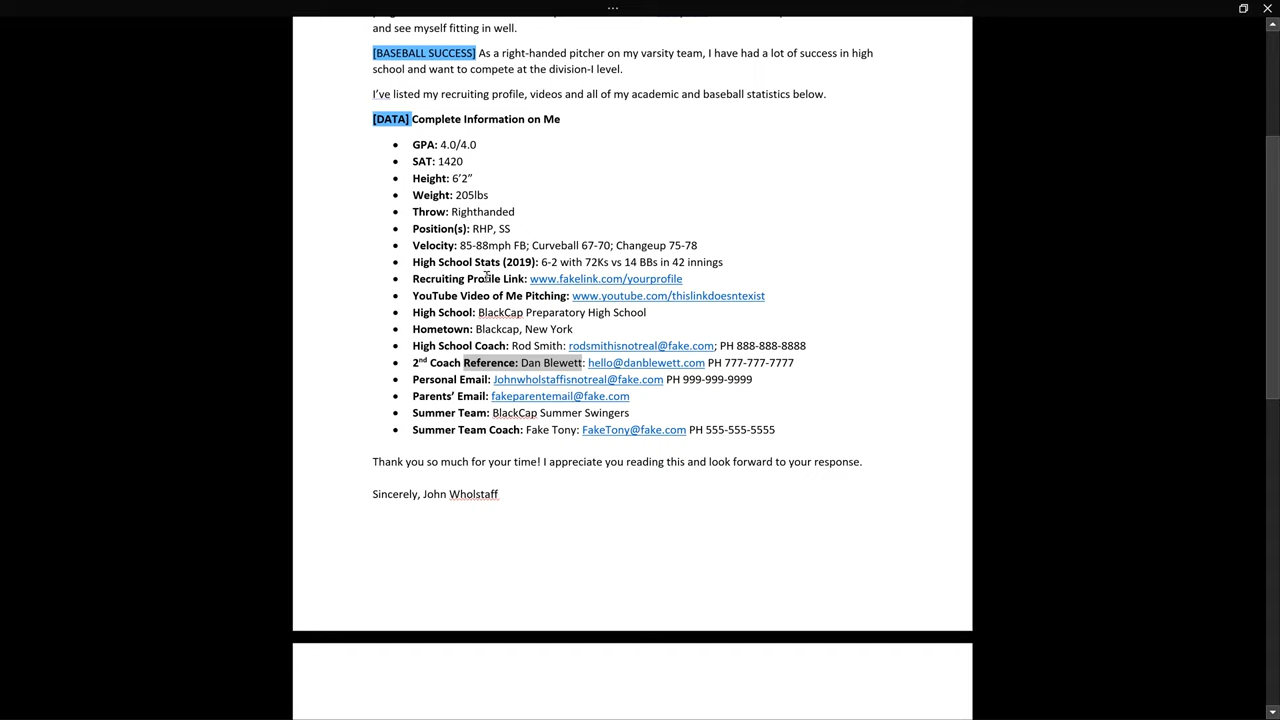 and see myself fitting in well.
[BASEBALL SUCCESS] As a right-handed pitcher on my varsity team, I have had a lot of success in high
school and want to compete at the division-I level.
I’ve listed my recruiting profile, videos and all of my academic and baseball statistics below.
[DATA] Complete Information on Me
• GPA: 4.0/4.0
• SAT: 1420
• Height: 6’2”
• Weight: 205lbs
• Throw: Righthanded
• Position(s): RHP, SS
• Velocity: 85-88mph FB; Curveball 67-70; Changeup 75-78
• High School Stats (2019): 6-2 with 72Ks vs 14 BBs in 42 innings
• Recruiting Profile Link: www.fakelink.com/yourprofile
• YouTube Video of Me Pitching: www.youtube.com/thislinkdoesntexist
• High School: BlackCap Preparatory High School
• Hometown: Blackcap, New York
• High School Coach: Rod Smith: rodsmithisnotreal@fake.com; PH 888-888-8888
• 2nd Coach Reference: Dan Blewett: hello@danblewett.com PH 777-777-7777
• Personal Email: Johnwholstaffisnotreal@fake.com PH 999-999-9999
• Parents’ Email: fakeparentemail@fake.com
• Summer Team: BlackCap Summer Swingers
• Summer Team Coach: Fake Tony: FakeTony@fake.com PH 555-555-5555
Thank you so much for your time! I appreciate you reading this and look forward to your response.
Sincerely, John Wholstaff